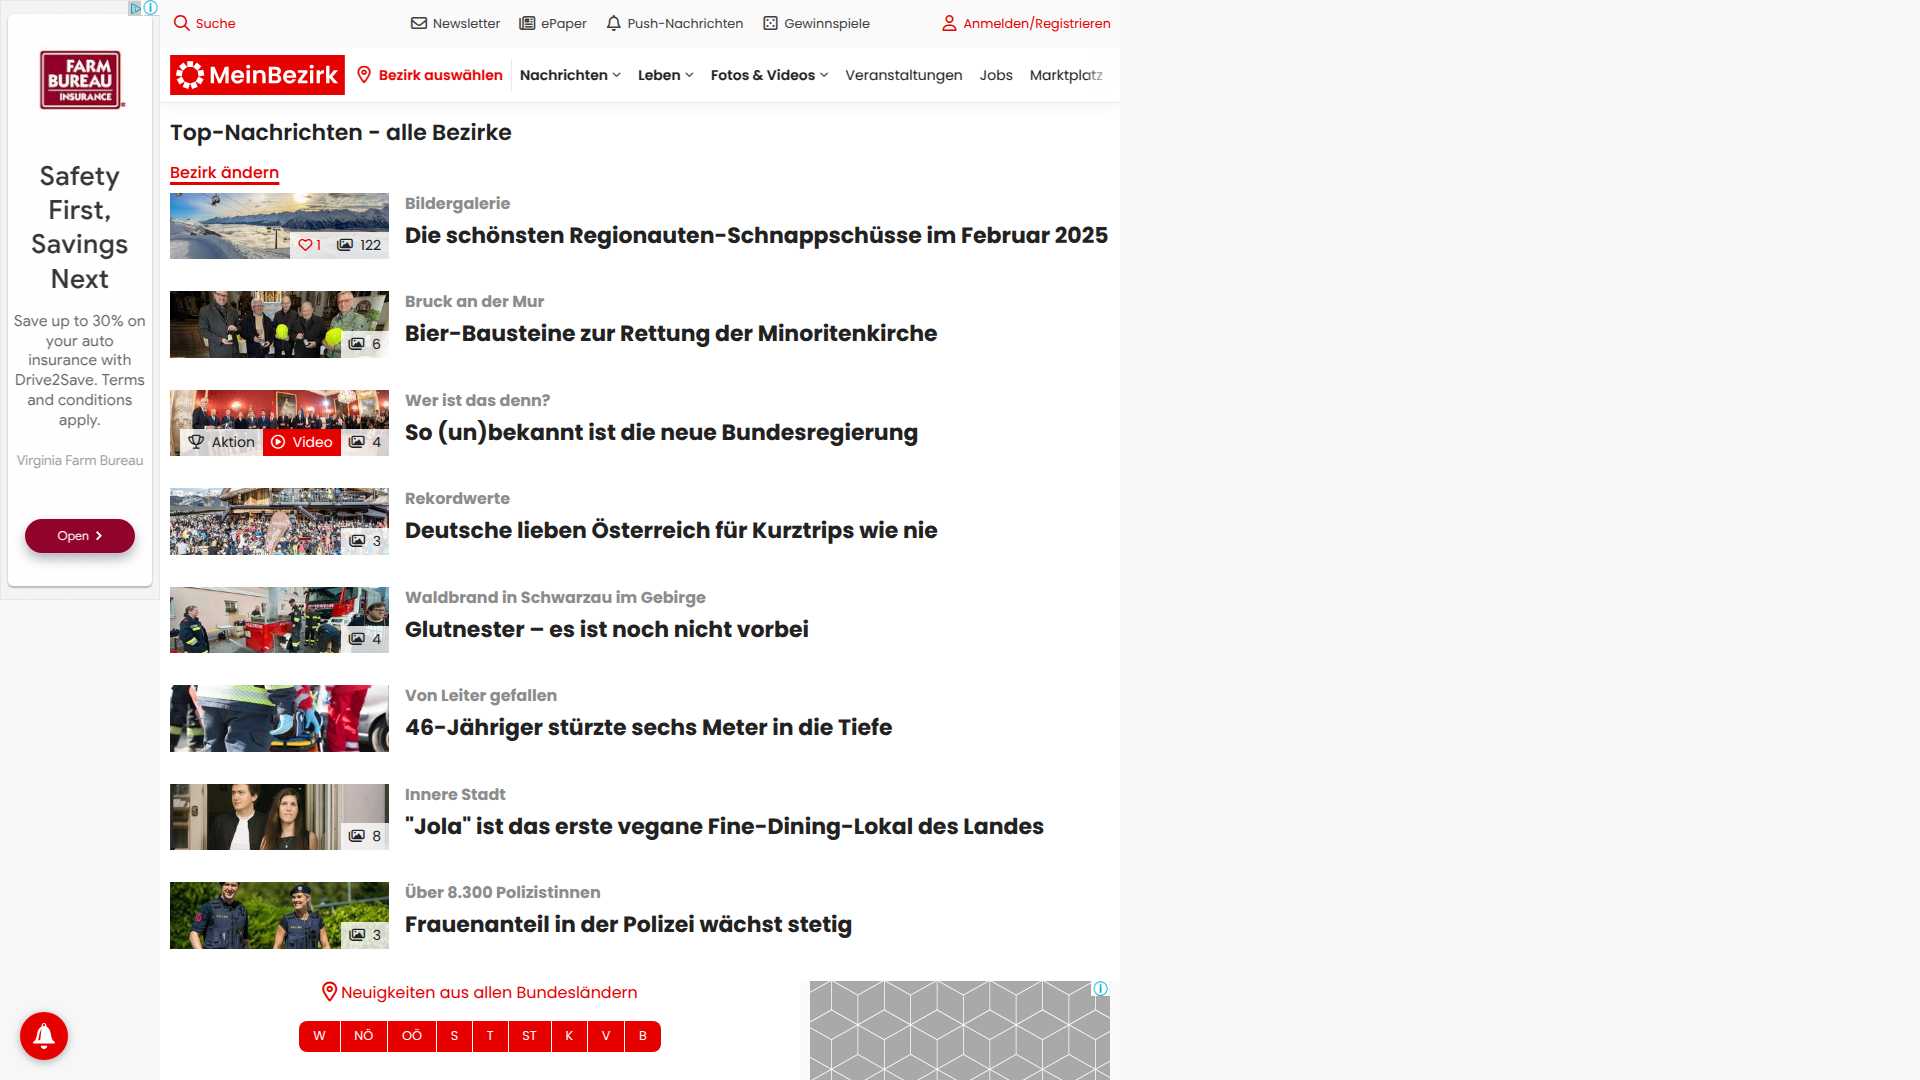 Suche
Newsletter
ePaper
Push-Nachrichten
Gewinnspiele
Anmelden/Registrieren
MeinBezirk
Bezirk auswählen
Nachrichten
Leben
Fotos & Videos
Veranstaltungen
Jobs
Marktplatz
FARM
BUREAU
INSURANCE
Safety
First,
Savings
Next
Save up to 30% on
your auto
insurance with
Drive2Save. Terms
and conditions
apply.
Virginia Farm Bureau
Open
Top-Nachrichten - alle Bezirke
Bezirk ändern
1
122
Bildergalerie
Die schönsten Regionauten-Schnappschüsse im Februar 2025
6
Bruck an der Mur
Bier-Bausteine zur Rettung der Minoritenkirche
Aktion
Video
4
Wer ist das denn?
So (un)bekannt ist die neue Bundesregierung
3
Rekordwerte
Deutsche lieben Österreich für Kurztrips wie nie
4
Waldbrand in Schwarzau im Gebirge
Glutnester – es ist noch nicht vorbei
Von Leiter gefallen
46-Jähriger stürzte sechs Meter in die Tiefe
8
Innere Stadt
"Jola" ist das erste vegane Fine-Dining-Lokal des Landes
3
Über 8.300 Polizistinnen
Frauenanteil in der Polizei wächst stetig
Neuigkeiten aus allen Bundesländern
W
NÖ
OÖ
S
T
ST
K
V
B